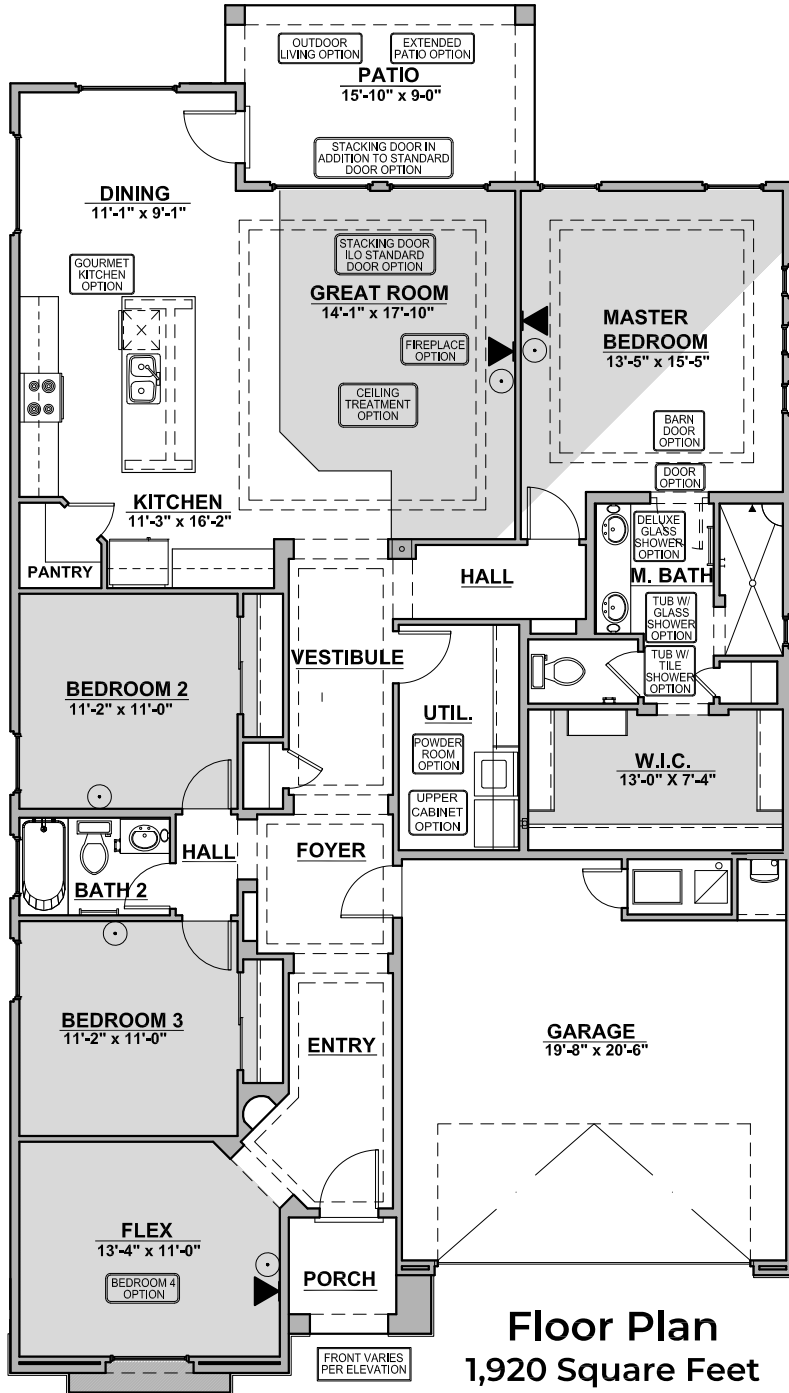 OUTDOOR
LIVING OPTION
EXTENDED
PATIO OPTION
PATIO
15'-10" x 9-0"
STACKING DOOR IN
ADDITION TO STANDARD
DOOR OPTION
DINING
11'-1" x 9'-1"
GOURMET
KITCHEN
OPTION
STACKING DOOR
ILO STANDARD
DOOR OPTION
GREAT ROOM
14'-1" x 17'-10"
FIREPLACE
OPTION
CEILING
TREATMENT
OPTION
MASTER
BEDROOM
13'-5" x 15'-5"
BARN
DOOR
OPTION
DOOR
OPTION
KITCHEN
11'-3" x 16'-2"
PANTRY
HALL
DELUXE
GLASS
SHOWER
OPTION
M. BATH
TUB W/
GLASS
SHOWER
OPTION
TUB W/
TILE
SHOWER
OPTION
VESTIBULE
BEDROOM 2
11'-2" x 11'-0"
UTIL.
POWDER
ROOM
OPTION
UPPER
CABINET
OPTION
W.I.C.
13'-0" X 7'-4"
HALL
FOYER
BATH 2
BEDROOM 3
11'-2" x 11'-0"
ENTRY
GARAGE
19'-8" x 20'-6"
FLEX
13'-4" x 11'-0"
BEDROOM 4
OPTION
PORCH
FRONT VARIES
PER ELEVATION
Floor Plan
1,920 Square Feet